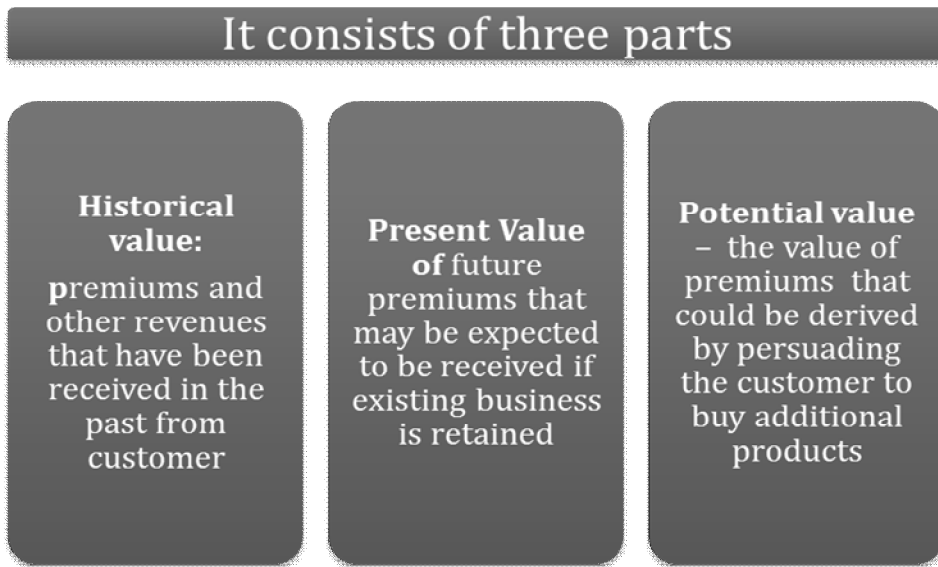 It consists of three parts
Historical
value:
premiums and
other revenues
that have been
received in the
past from
customer
Present Value
of future
premiums that
may be expected
to be received if
existing business
is retained
Potential value
– the value of
premiums that
could be derived
by persuading
the customer to
buy additional
products